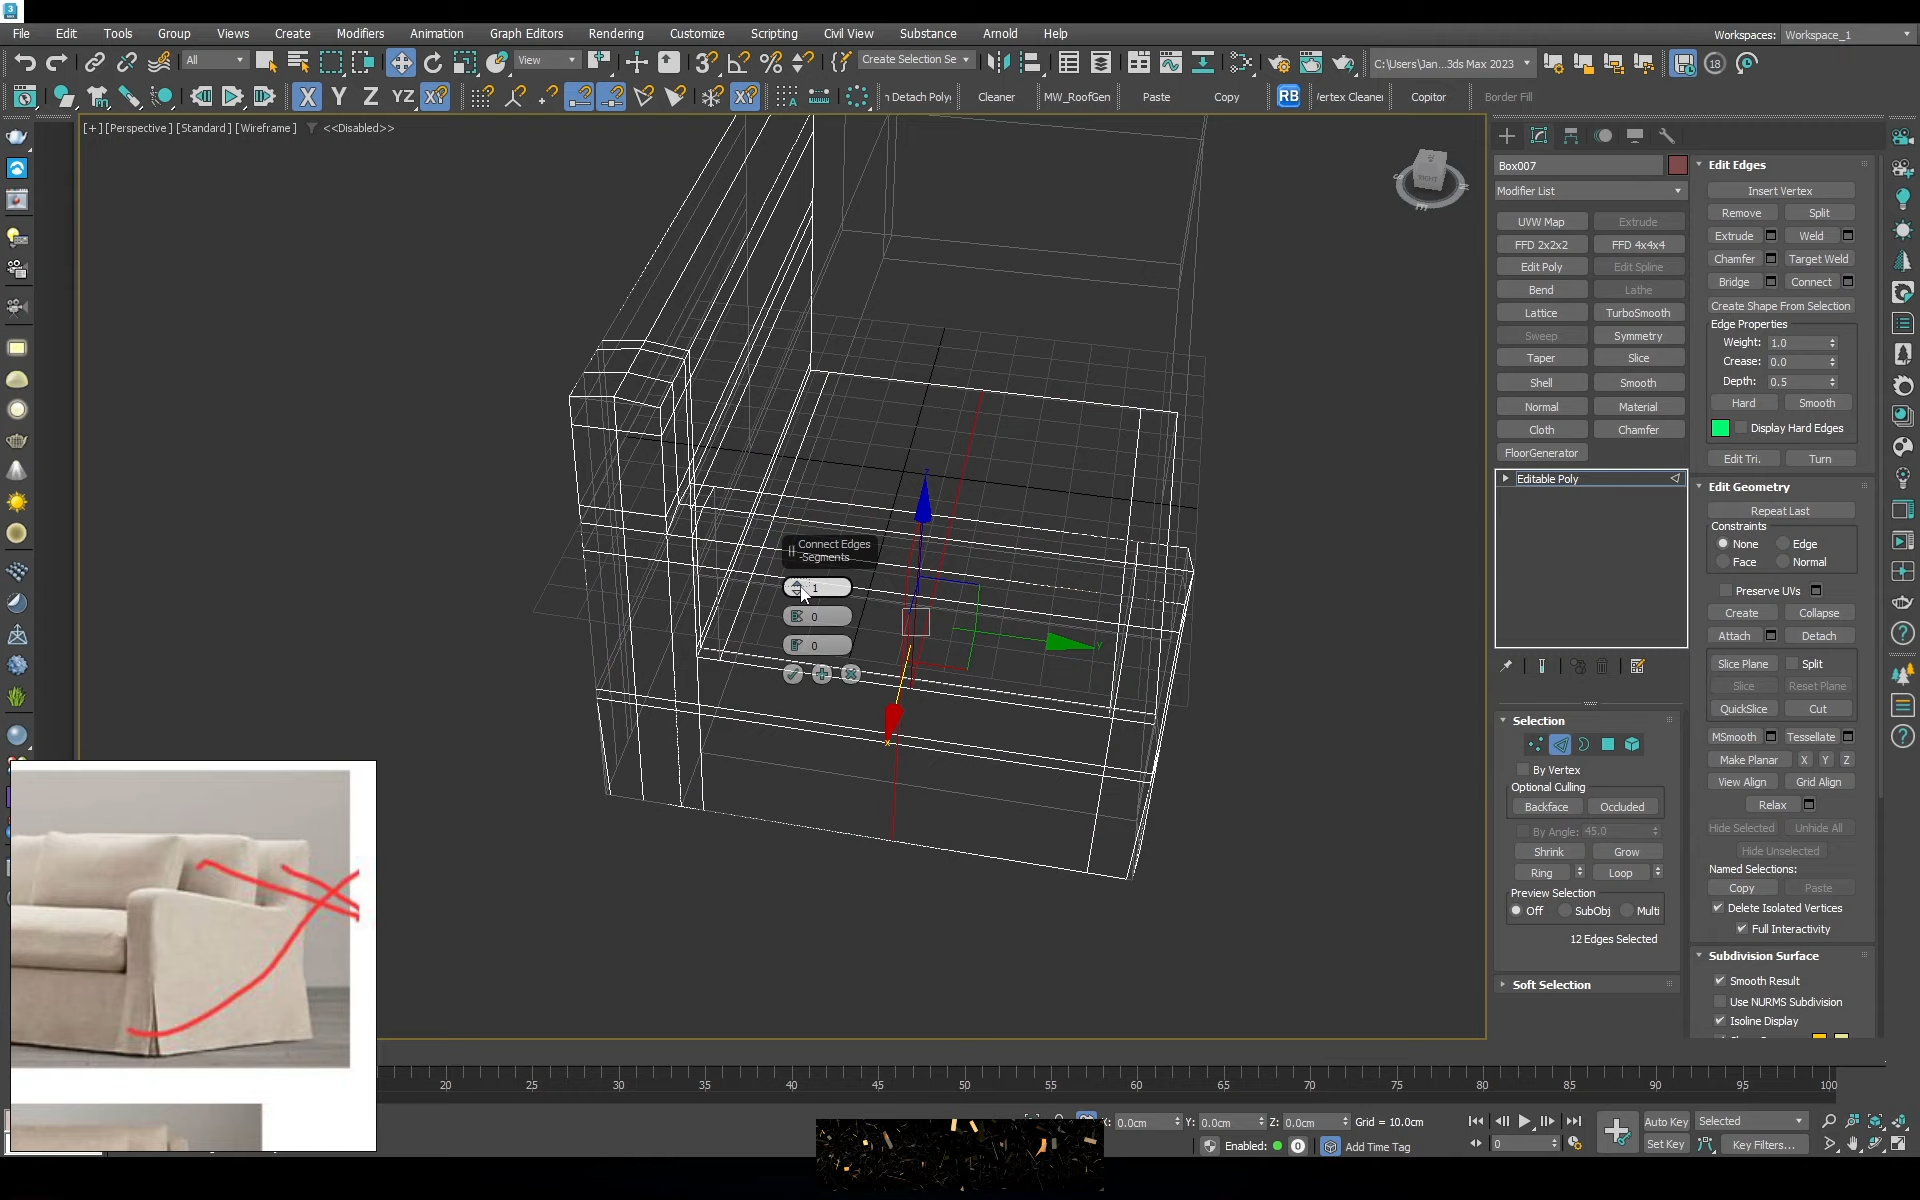 File Edit Tools Group Views Create Modifiers Animation Graph Editors Rendering Customize Scripting Civil View Substance Arnold Help
Workspaces: Workspace_1
All View Create Selection Se C:\Users\Jan...3ds Max 2023 18
X Y Z YZ XY XY n Detach Poly Cleaner MW_RoofGen Paste Copy RB /ertex Cleaner Copitor Border Fill
[+] [Perspective] [Standard] [Wireframe] <<Disabled>>
Connect Edges
-Segments
1
0
0
z
y
x
Box007
Modifier List
UVW Map Extrude
FFD 2x2x2 FFD 4x4x4
Edit Poly Edit Spline
Bend Lathe
Lattice TurboSmooth
Sweep Symmetry
Taper Slice
Shell Smooth
Normal Material
Cloth Chamfer
FloorGenerator
Editable Poly
Selection
By Vertex
Optional Culling
Backface Occluded
By Angle: 45.0
Shrink Grow
Ring Loop
Preview Selection
Off SubObj Multi
12 Edges Selected
Soft Selection
Edit Edges
Insert Vertex
Remove Split
Extrude Weld
Chamfer Target Weld
Bridge Connect
Create Shape From Selection
Edge Properties
Weight: 1.0
Crease: 0.0
Depth: 0.5
Hard Smooth
Display Hard Edges
Edit Tri. Turn
Edit Geometry
Repeat Last
Constraints
None Edge
Face Normal
Preserve UVs
Create Collapse
Attach Detach
Slice Plane Split
Slice Reset Plane
QuickSlice Cut
MSmooth Tessellate
Make Planar X Y Z
View Align Grid Align
Relax
Hide Selected Unhide All
Hide Unselected
Named Selections:
Copy Paste
Delete Isolated Vertices
Full Interactivity
Subdivision Surface
Smooth Result
Use NURMS Subdivision
Isoline Display
20 25 30 35 40 45 50 55 60 65 70 75 80 85 90 95 100
X: 0.0cm Y: 0.0cm Z: 0.0cm Grid = 10.0cm
Enabled: 0 Add Time Tag
0
Auto Key Selected
Set Key Key Filters...